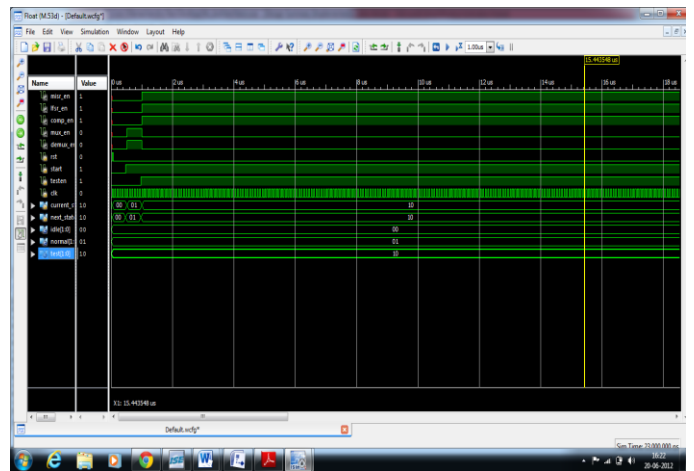 Float (M.53d) - [Default.wcfg*]
File Edit View Simulation Window Layout Help
1.00us
15.443548 us
Name Value 0 us 2 us 4 us 6 us 8 us 10 us 12 us 14 us 16 us 18 us
misr_en 1
lfsr_en 1
comp_en 1
mux_en 0
demux_en 0
rst 0
start 1
testen 1
clk 0
current_s 10 00 01 10
next_stat 10 00 01 10
idle[1:0] 00 00
normal[1: 01 01
test[1:0] 10 10
X1: 15.443548 us
Default.wcfg*
Sim Time: 23,000,000 ps
16:22
20-06-2012